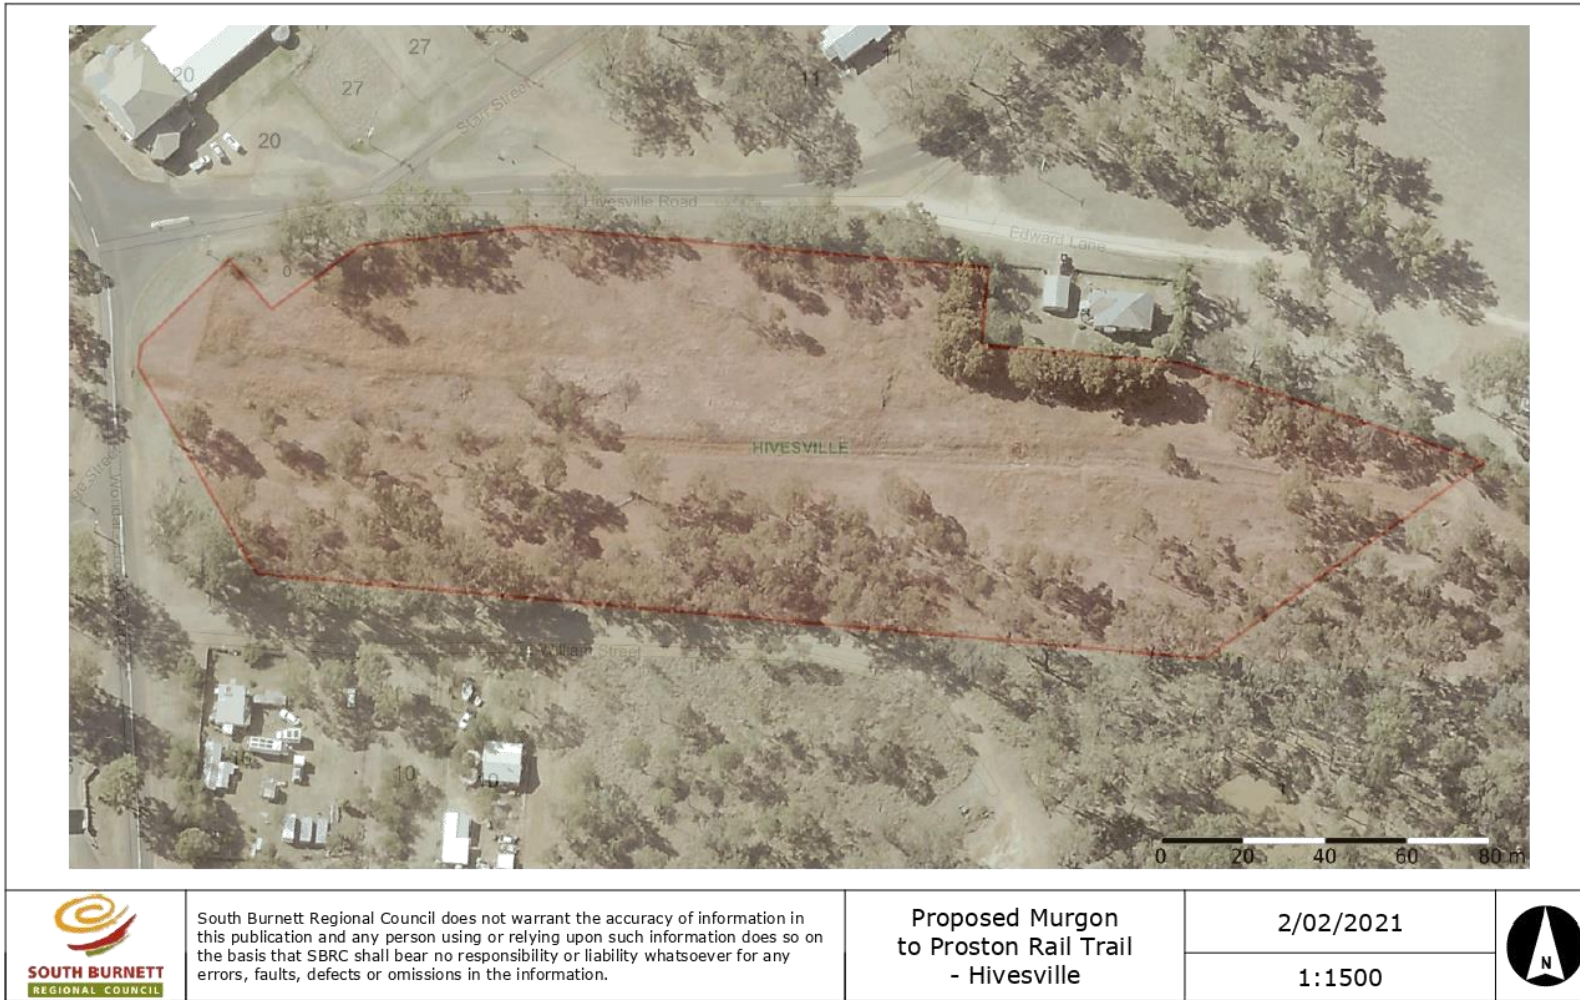 27
20
27
11
11
Starr Street
20
Hivesville Road
Edward Lane
0
HIVESVILLE
William Street
10
10
0 20 40 60 80 m
SOUTH BURNETT
REGIONAL COUNCIL
South Burnett Regional Council does not warrant the accuracy of information in
this publication and any person using or relying upon such information does so on
the basis that SBRC shall bear no responsibility or liability whatsoever for any
errors, faults, defects or omissions in the information.
Proposed Murgon
to Proston Rail Trail
- Hivesville
2/02/2021
1:1500
N